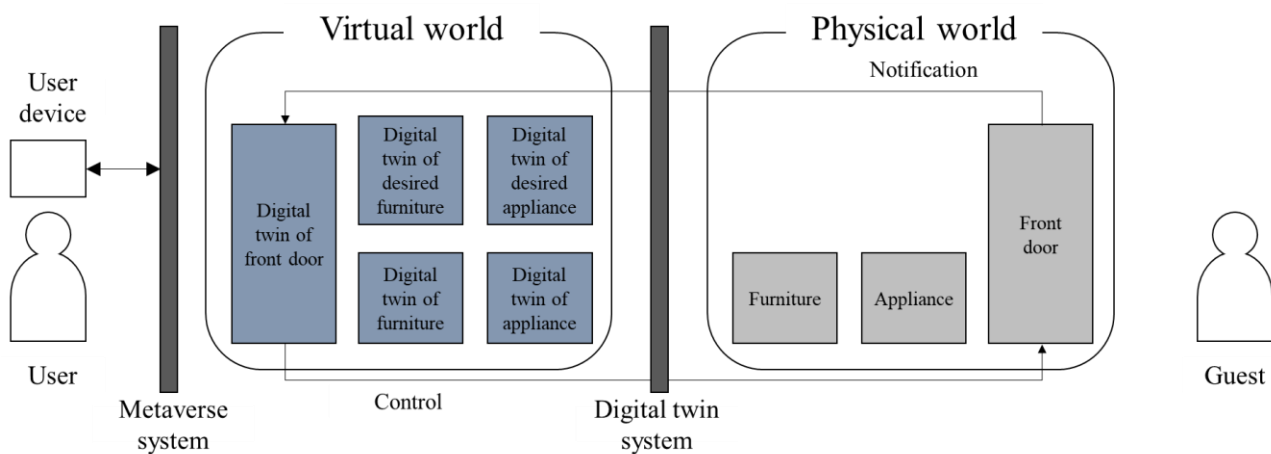 Virtual world
Physical world
Notification
User
device
Digital
twin of
desired
furniture
Digital
twin of
desired
appliance
Digital
twin of
front door
Digital
twin of
furniture
Digital
twin of
appliance
Front
door
Furniture
Appliance
User
Guest
Control
Metaverse
system
Digital twin
system